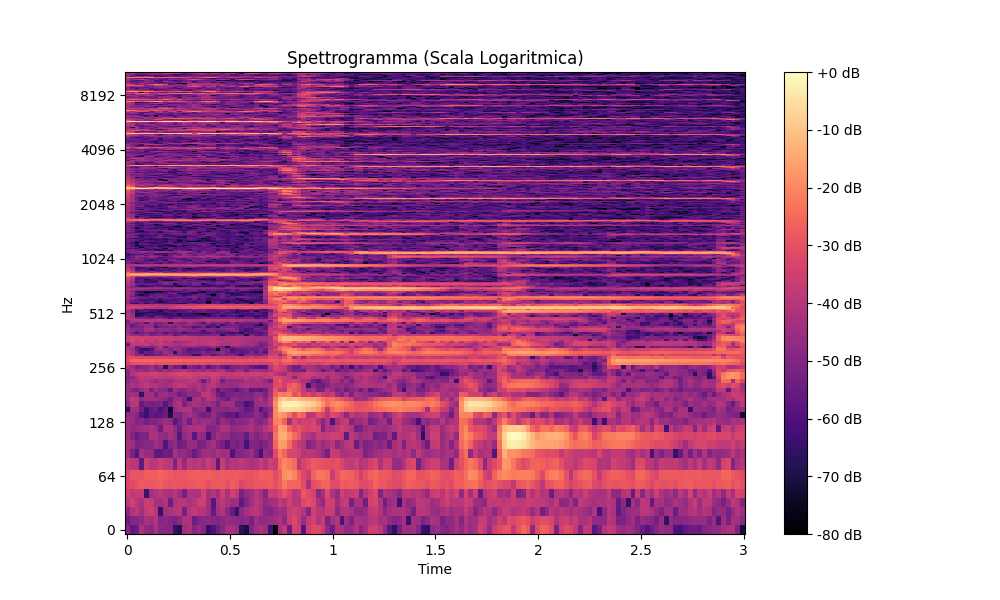 Spettrogramma (Scala Logaritmica)
Hz
8192
4096
2048
1024
512
256
128
64
0
0 0.5 1 1.5 2 2.5 3
Time
+0 dB
-10 dB
-20 dB
-30 dB
-40 dB
-50 dB
-60 dB
-70 dB
-80 dB